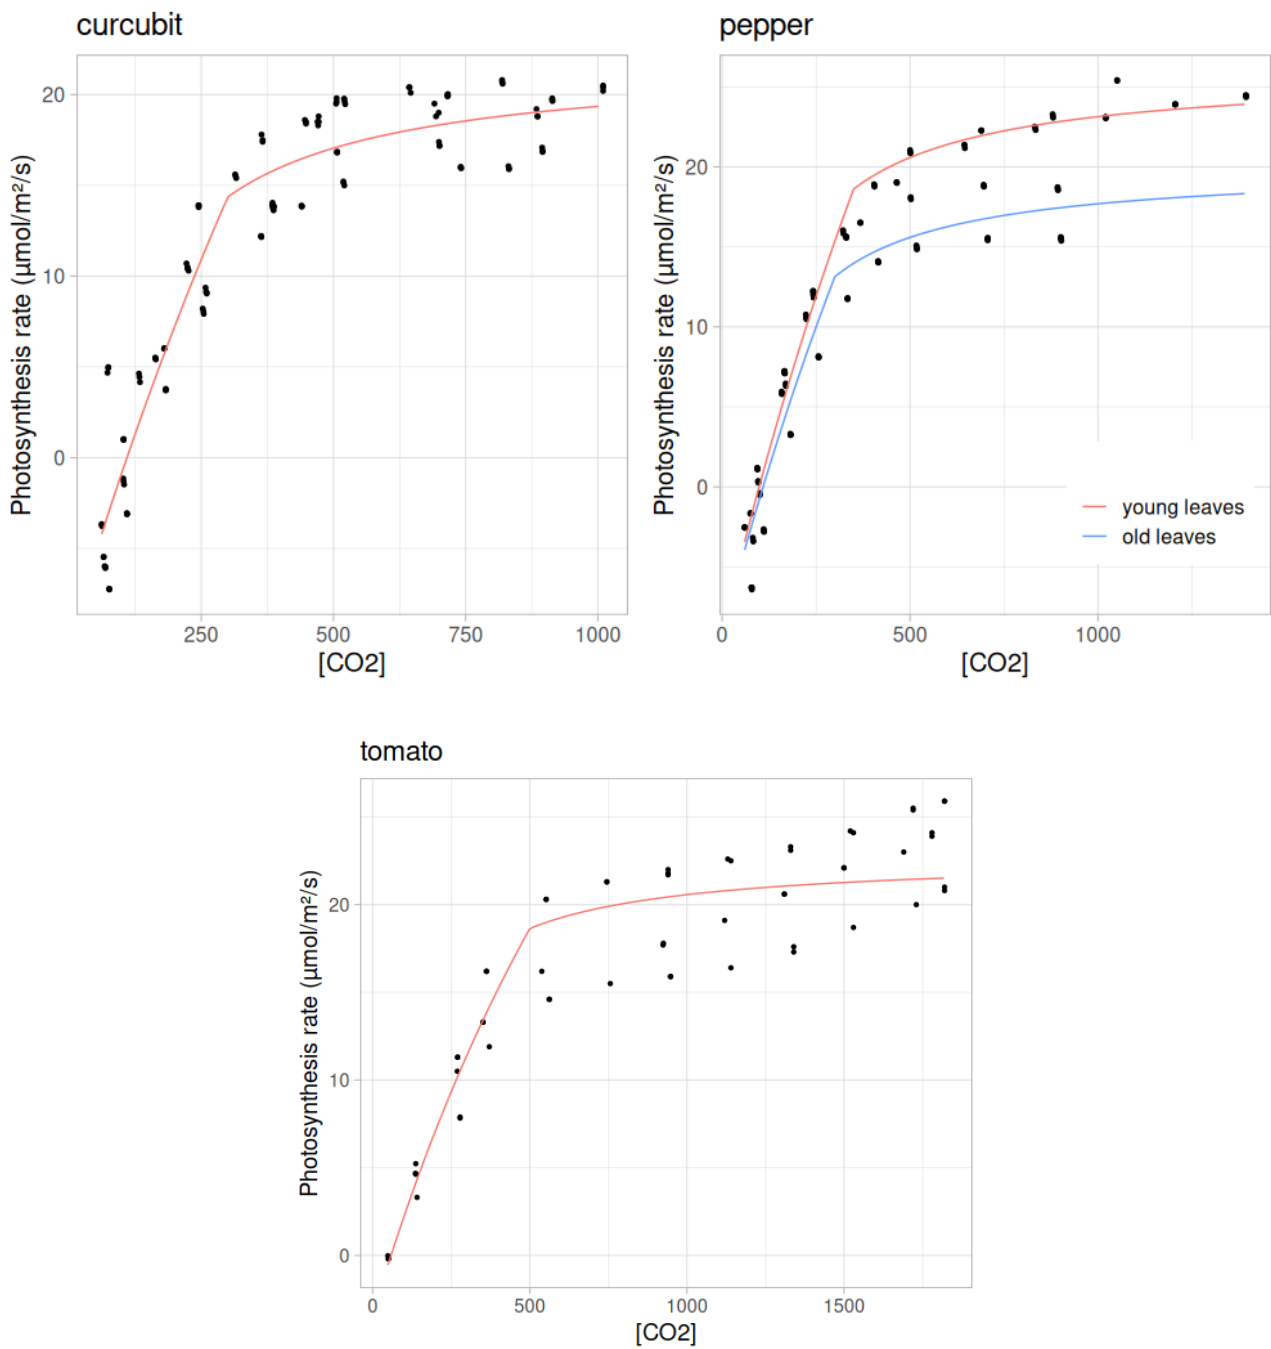 curcubit
Photosynthesis rate (µmol/m²/s)
20
10
0
250 500 750 1000
[CO2]
pepper
Photosynthesis rate (µmol/m²/s)
20
10
0
young leaves
old leaves
0 500 1000
[CO2]
tomato
Photosynthesis rate (µmol/m²/s)
20
10
0
0 500 1000 1500
[CO2]